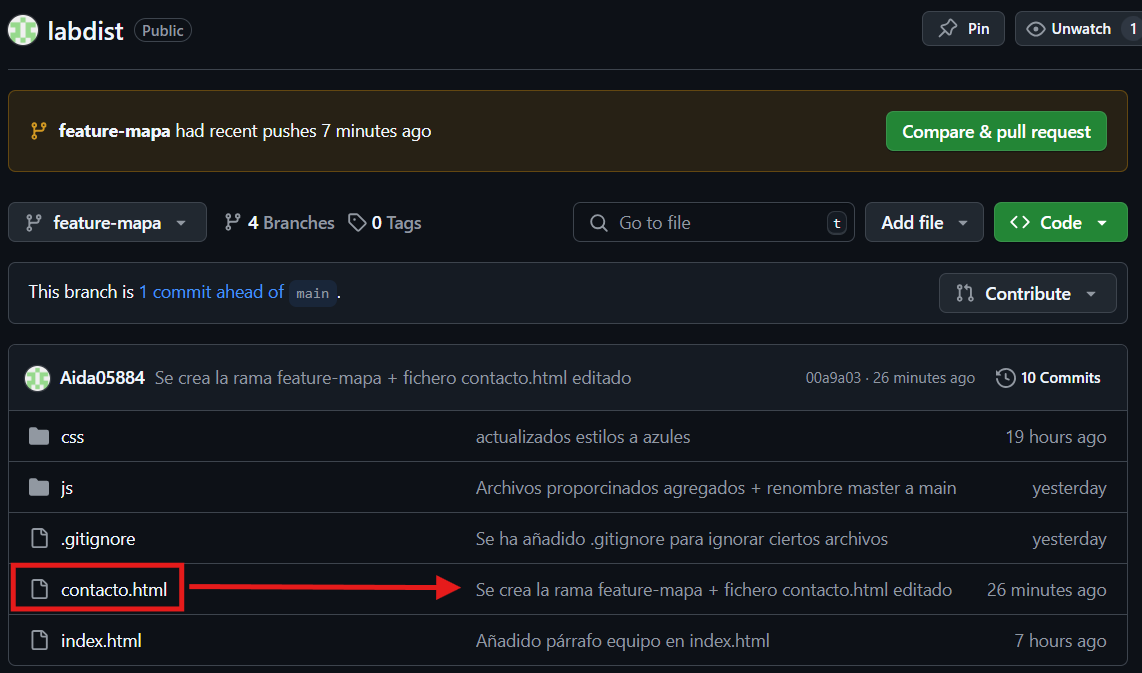 labdist Public Pin Unwatch 1
feature-mapa had recent pushes 7 minutes ago Compare & pull request
feature-mapa 4 Branches 0 Tags Go to file t Add file Code
This branch is 1 commit ahead of main . Contribute
Aida05884 Se crea la rama feature-mapa + fichero contacto.html editado 00a9a03 · 26 minutes ago 10 Commits
css actualizados estilos a azules 19 hours ago
js Archivos proporcinados agregados + renombre master a main yesterday
.gitignore Se ha añadido .gitignore para ignorar ciertos archivos yesterday
contacto.html Se crea la rama feature-mapa + fichero contacto.html editado 26 minutes ago
index.html Añadido párrafo equipo en index.html 7 hours ago